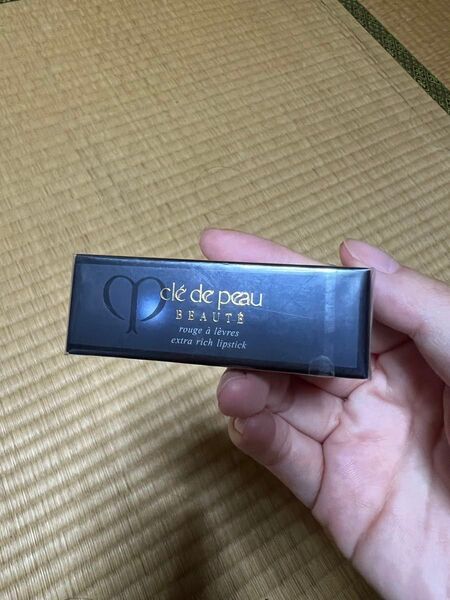 clé de peau
BEAUTÉ
rouge à lèvres
extra rich lipstick